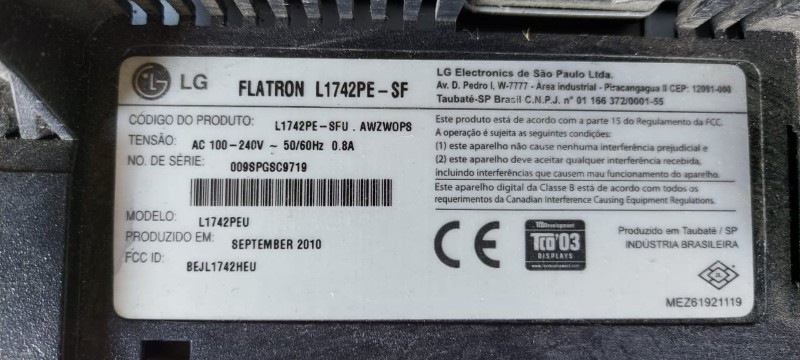 LG FLATRON L1742PE-SF
CÓDIGO DO PRODUTO: L1742PE-SFU . AWZWOPS
TENSÃO: AC 100-240V ~ 50/60Hz 0.8A
NO. DE SÉRIE: 009SPGSC9719
MODELO: L1742PEU
PRODUZIDO EM: SEPTEMBER 2010
FCC ID: BEJL1742HEU
LG Electronics de São Paulo Ltda.
Av. D. Pedro I, W-7777 - Área industrial - Piracangagua II CEP: 12091-000
Taubaté-SP Brasil C.N.P.J. n° 01 166 372/0001-55
Este produto está de acordo com a parte 15 do Regulamento da FCC.
A operação é sujeita as seguintes condições:
(1) este aparelho não cause nenhuma interferência prejudicial e
(2) este aparelho deve aceitar qualquer interferência recebida,
incluindo interferências que causem mau funcionamento do aparelho.
Este aparelho digital da Classe B está de acordo com todos os
requerimentos da Canadian Interference Causing Equipment Regulations.
CE
TCO Development
TCO'03
DISPLAYS
www.tcodevelopment.com
Produzido em Taubaté / SP
INDÚSTRIA BRASILEIRA
MEZ61921119